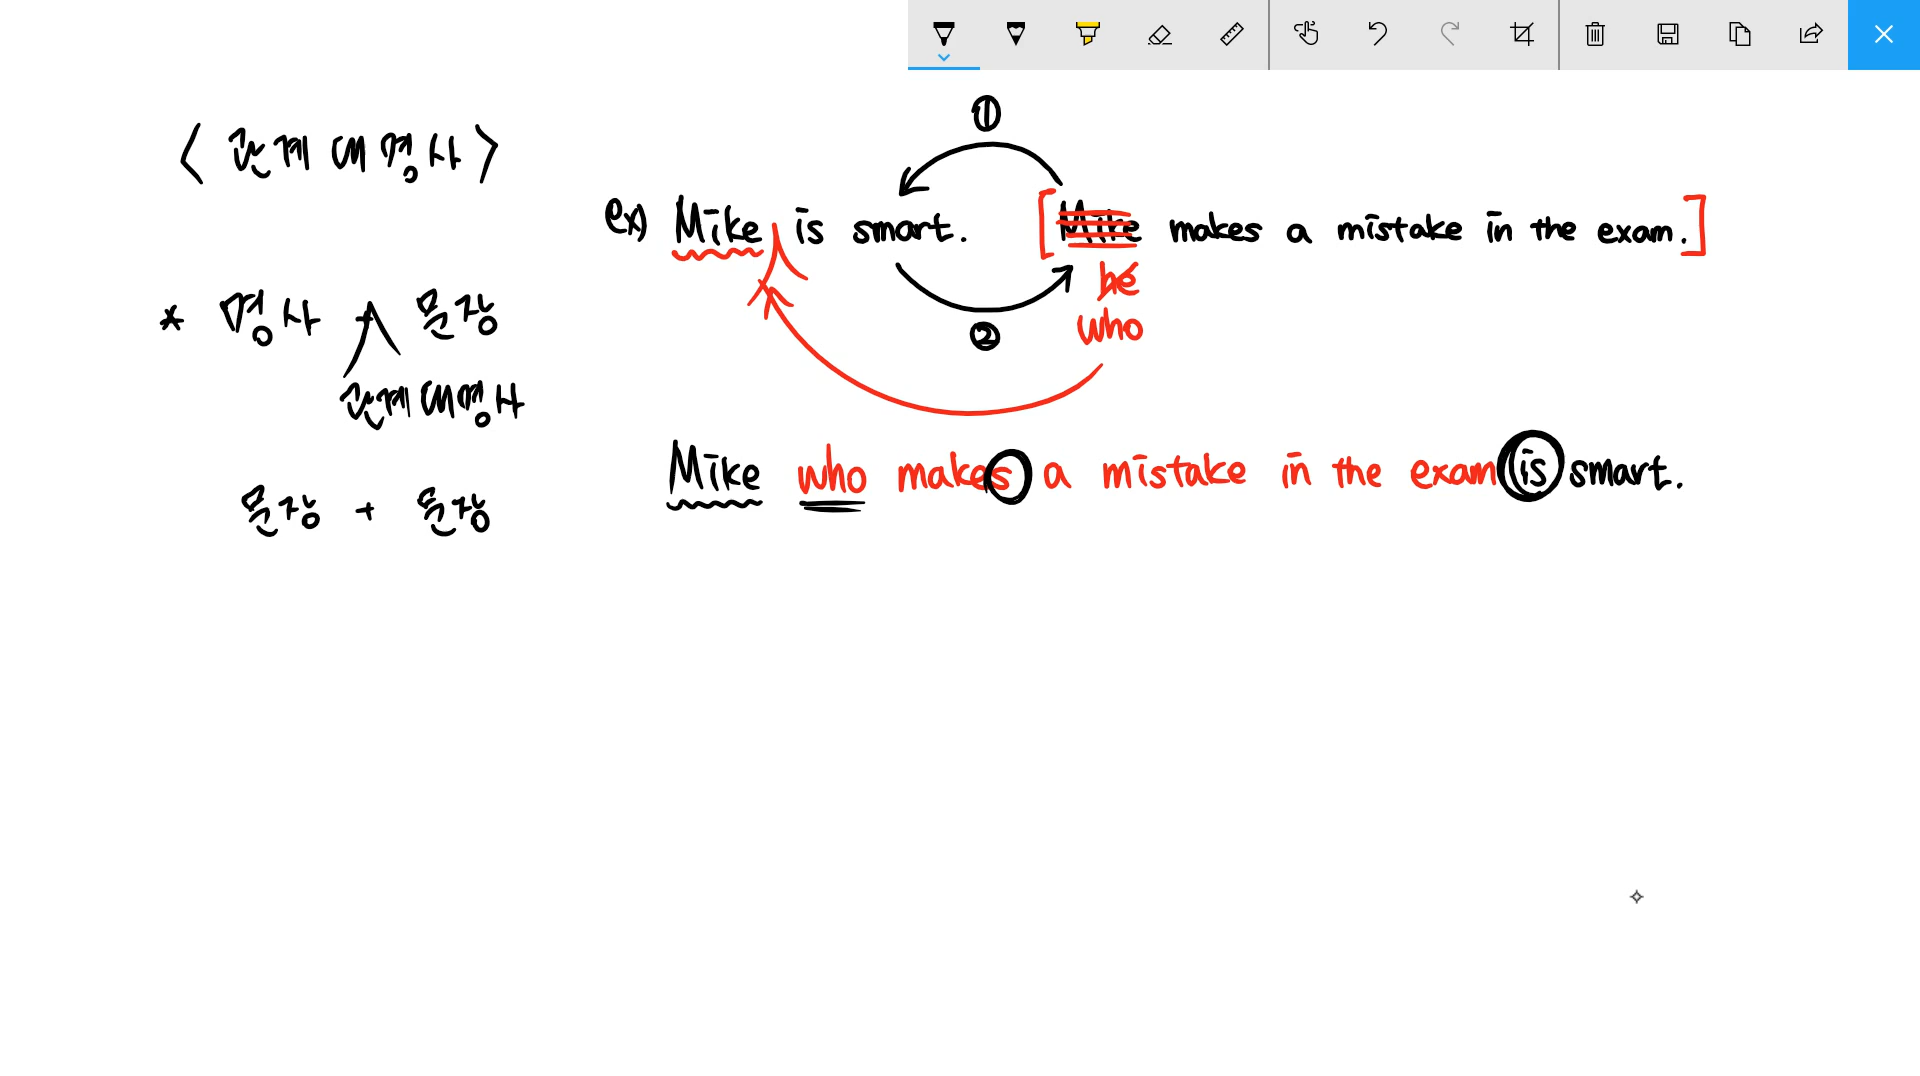 < 관계대명사 >
①
ex) Mike is smart. [Mike makes a mistake in the exam.]
he
who
②
* 명사 + 문장
관계대명사
Mike who makes a mistake in the exam is smart.
문장 + 문장